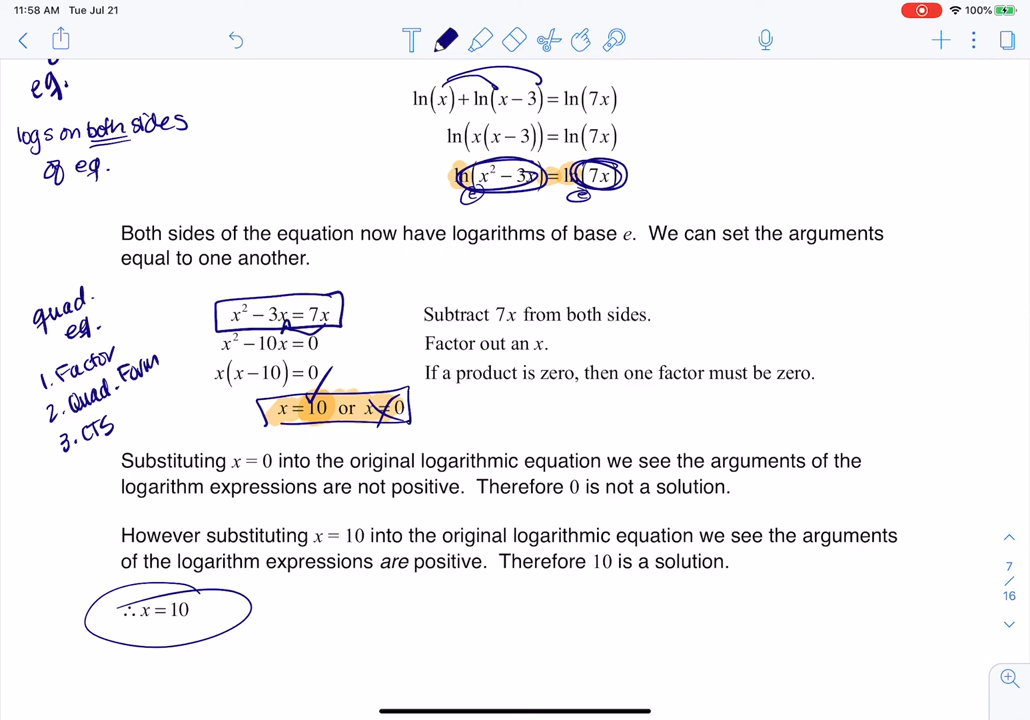 11:58 AM Tue Jul 21
100%
T
eq.
logs on both sides
of eq.
ln(x) + ln(x − 3) = ln(7x)
ln(x(x − 3)) = ln(7x)
ln(x² − 3x) = ln(7x)
e e
Both sides of the equation now have logarithms of base e. We can set the arguments
equal to one another.
quad.
eq.
1. Factor
2. Quad. Form
3. CTS
x² − 3x = 7x Subtract 7x from both sides.
x² − 10x = 0 Factor out an x.
x(x − 10) = 0 If a product is zero, then one factor must be zero.
x = 10 or x = 0
Substituting x = 0 into the original logarithmic equation we see the arguments of the
logarithm expressions are not positive. Therefore 0 is not a solution.
However substituting x = 10 into the original logarithmic equation we see the arguments
of the logarithm expressions are positive. Therefore 10 is a solution.
∴ x = 10
7
/
16